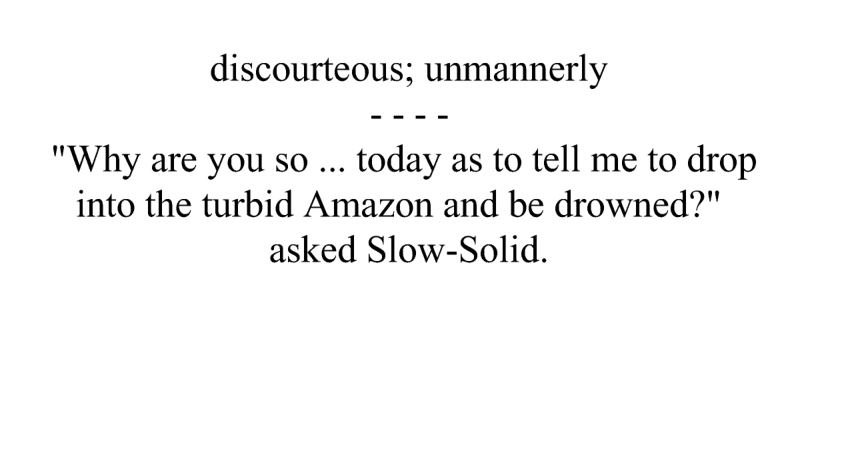 discourteous; unmannerly
- - - -
"Why are you so ... today as to tell me to drop
into the turbid Amazon and be drowned?"
asked Slow-Solid.